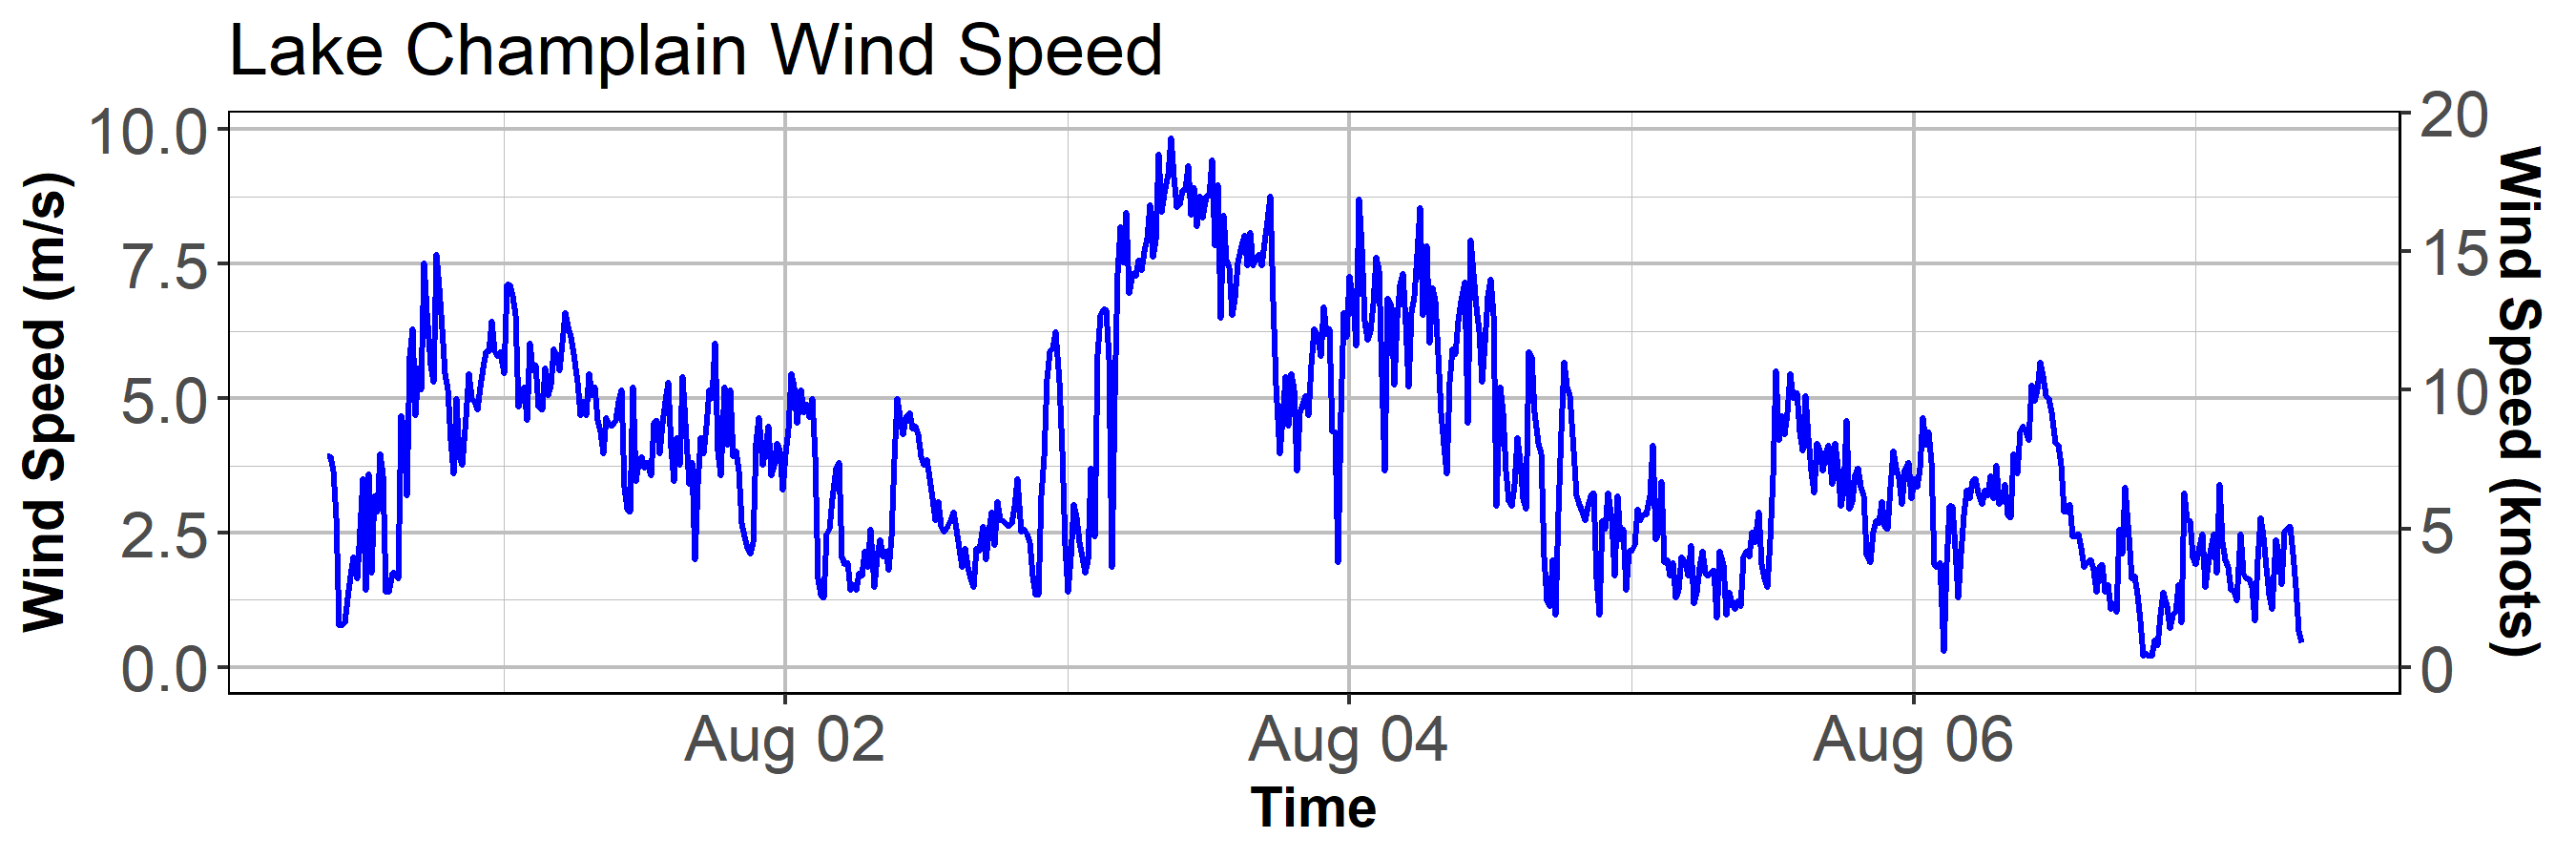 Lake Champlain Wind Speed
Wind Speed (m/s)
10.0
7.5
5.0
2.5
0.0
20
15
10
5
0
Wind Speed (knots)
Aug 02 Aug 04 Aug 06
Time